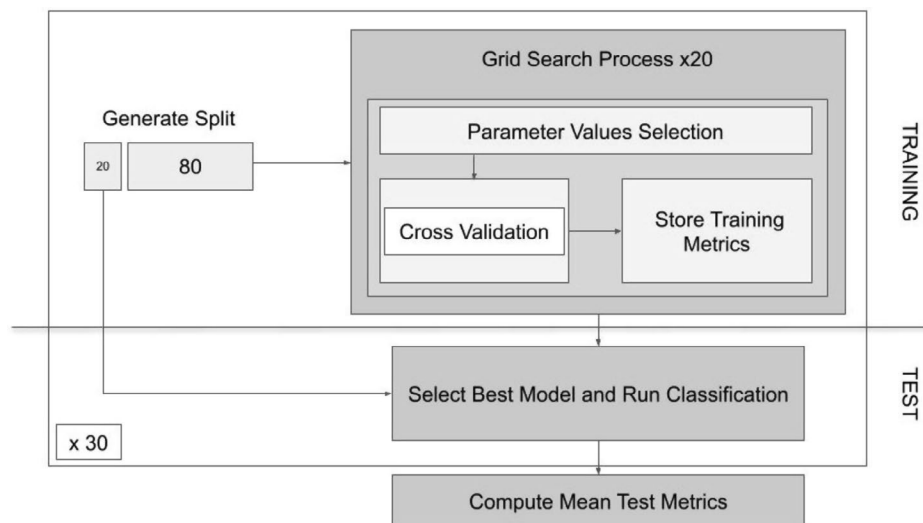 Grid Search Process x20
Generate Split
20
80
Parameter Values Selection
Cross Validation
Store Training
Metrics
TRAINING
Select Best Model and Run Classification
TEST
x 30
Compute Mean Test Metrics